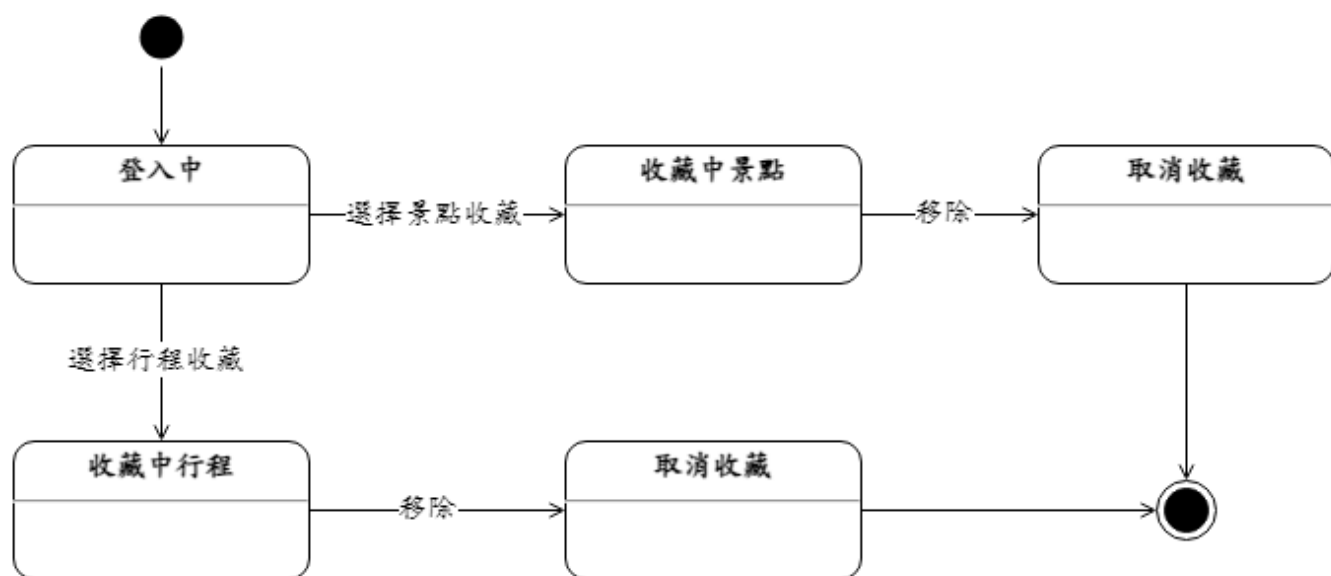 登入中
選擇景點收藏
收藏中景點
移除
取消收藏
選擇行程收藏
收藏中行程
移除
取消收藏